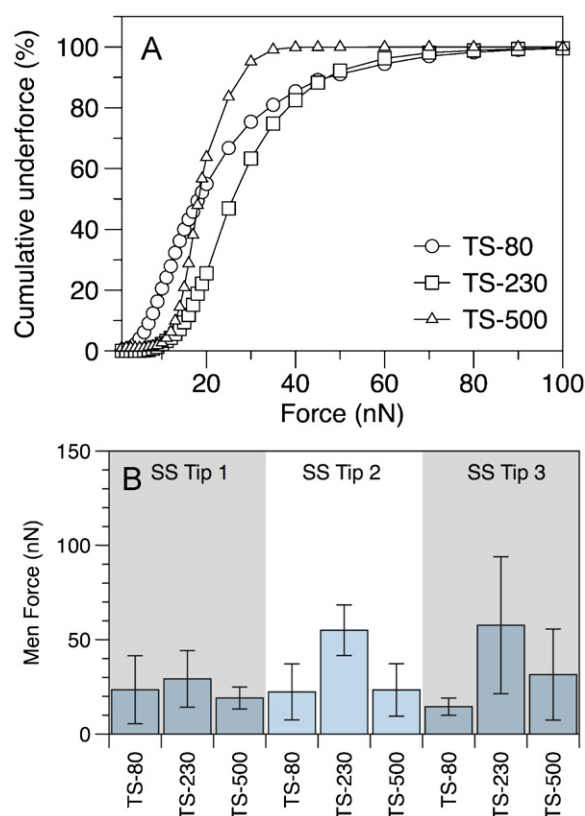 A
100
80
60
40
20
0
Cumulative underforce (%)
TS-80
TS-230
TS-500
20 40 60 80 100
Force (nN)
B
SS Tip 1 SS Tip 2 SS Tip 3
150
100
50
0
Men Force (nN)
TS-80 TS-230 TS-500 TS-80 TS-230 TS-500 TS-80 TS-230 TS-500